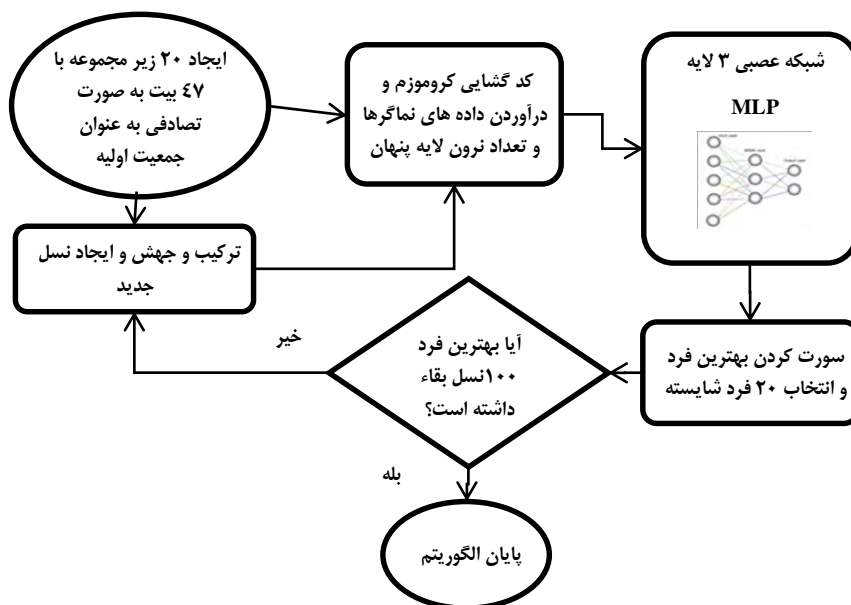 ایجاد ۲۰ زیر مجموعه با
٤۷ بیت به صورت
تصادفی به عنوان
جمعیت اولیه
کد گشایی کروموزم و
درآوردن داده های نماگرها
و تعداد نرون لایه پنهان
شبکه عصبی ۳ لایه
MLP
ترکیب و جهش و ایجاد نسل
جدید
سورت کردن بهترین فرد
و انتخاب ۲۰ فرد شایسته
آیا بهترین فرد
۱۰۰نسل بقاء
داشته است؟
خیر
بله
پایان الگوریتم